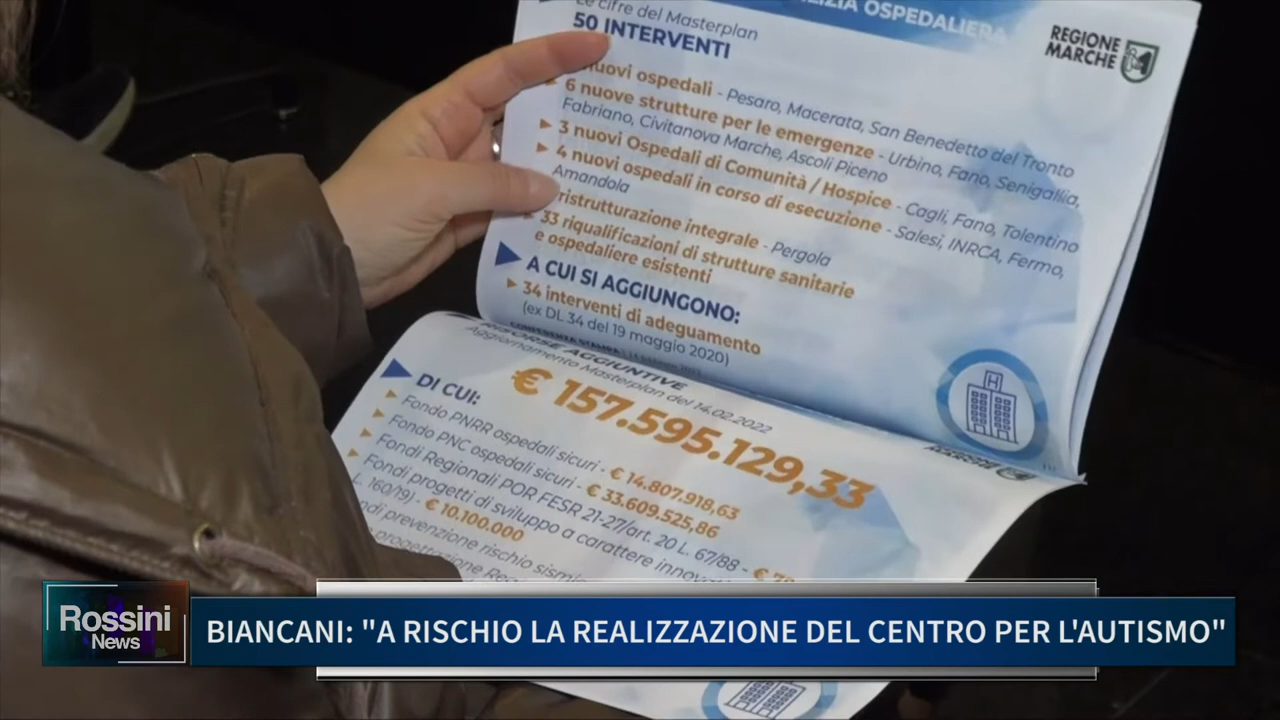 EDILIZIA OSPEDALIERA
Le cifre del Masterplan
50 INTERVENTI
REGIONE
MARCHE
nuovi ospedali - Pesaro, Macerata, San Benedetto del Tronto
6 nuove strutture per le emergenze - Urbino, Fano, Senigallia,
Fabriano, Civitanova Marche, Ascoli Piceno
3 nuovi Ospedali di Comunità / Hospice - Cagli, Fano, Tolentino
4 nuovi ospedali in corso di esecuzione - Salesi, INRCA, Fermo,
Amandola
ristrutturazione integrale - Pergola
33 riqualificazioni di strutture sanitarie
e ospedaliere esistenti
A CUI SI AGGIUNGONO:
34 interventi di adeguamento
(ex DL 34 del 19 maggio 2020)
CONFERENZA STAMPA
H
RISORSE AGGIUNTIVE
Aggiornamento Masterplan del 14.02.2022
€ 157.595.129,33
MARCHE
DI CUI:
Fondo PNRR ospedali sicuri - € 14.807.918,63
Fondo PNC ospedali sicuri - € 33.609.525,86
Fondi Regionali POR FESR 21-27/art. 20 L. 67/88 - €
Fondi progetti di sviluppo a carattere
L. 160/19) - € 10.100.000
prevenzione rischio
progettazione
Rossini
News
BIANCANI: "A RISCHIO LA REALIZZAZIONE DEL CENTRO PER L'AUTISMO"